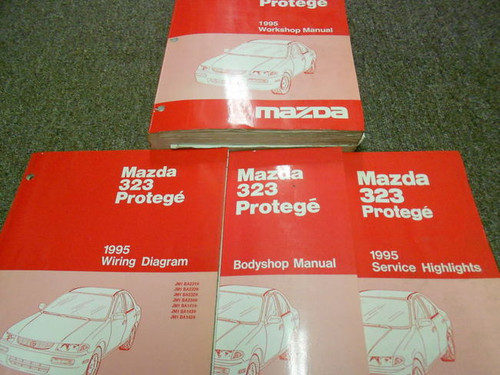 Protegé
1995
Workshop Manual
mazda
Mazda
323
Protegé
1995
Wiring Diagram
Mazda
323
Protegé
Bodyshop Manual
Mazda
323
Protegé
1995
Service Highlights